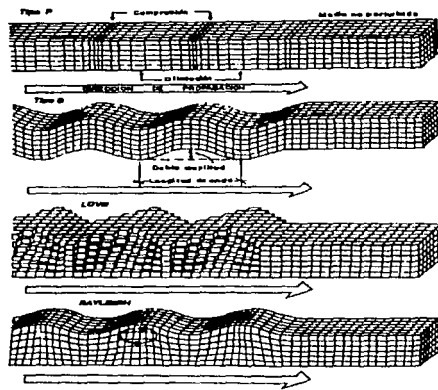 Tipo P
Compresión
Medio no perturbado
Dilatación
DIRECCION DE PROPAGACION
Tipo S
Doble amplitud
Longitud de onda
LOVE
RAYLEIGH